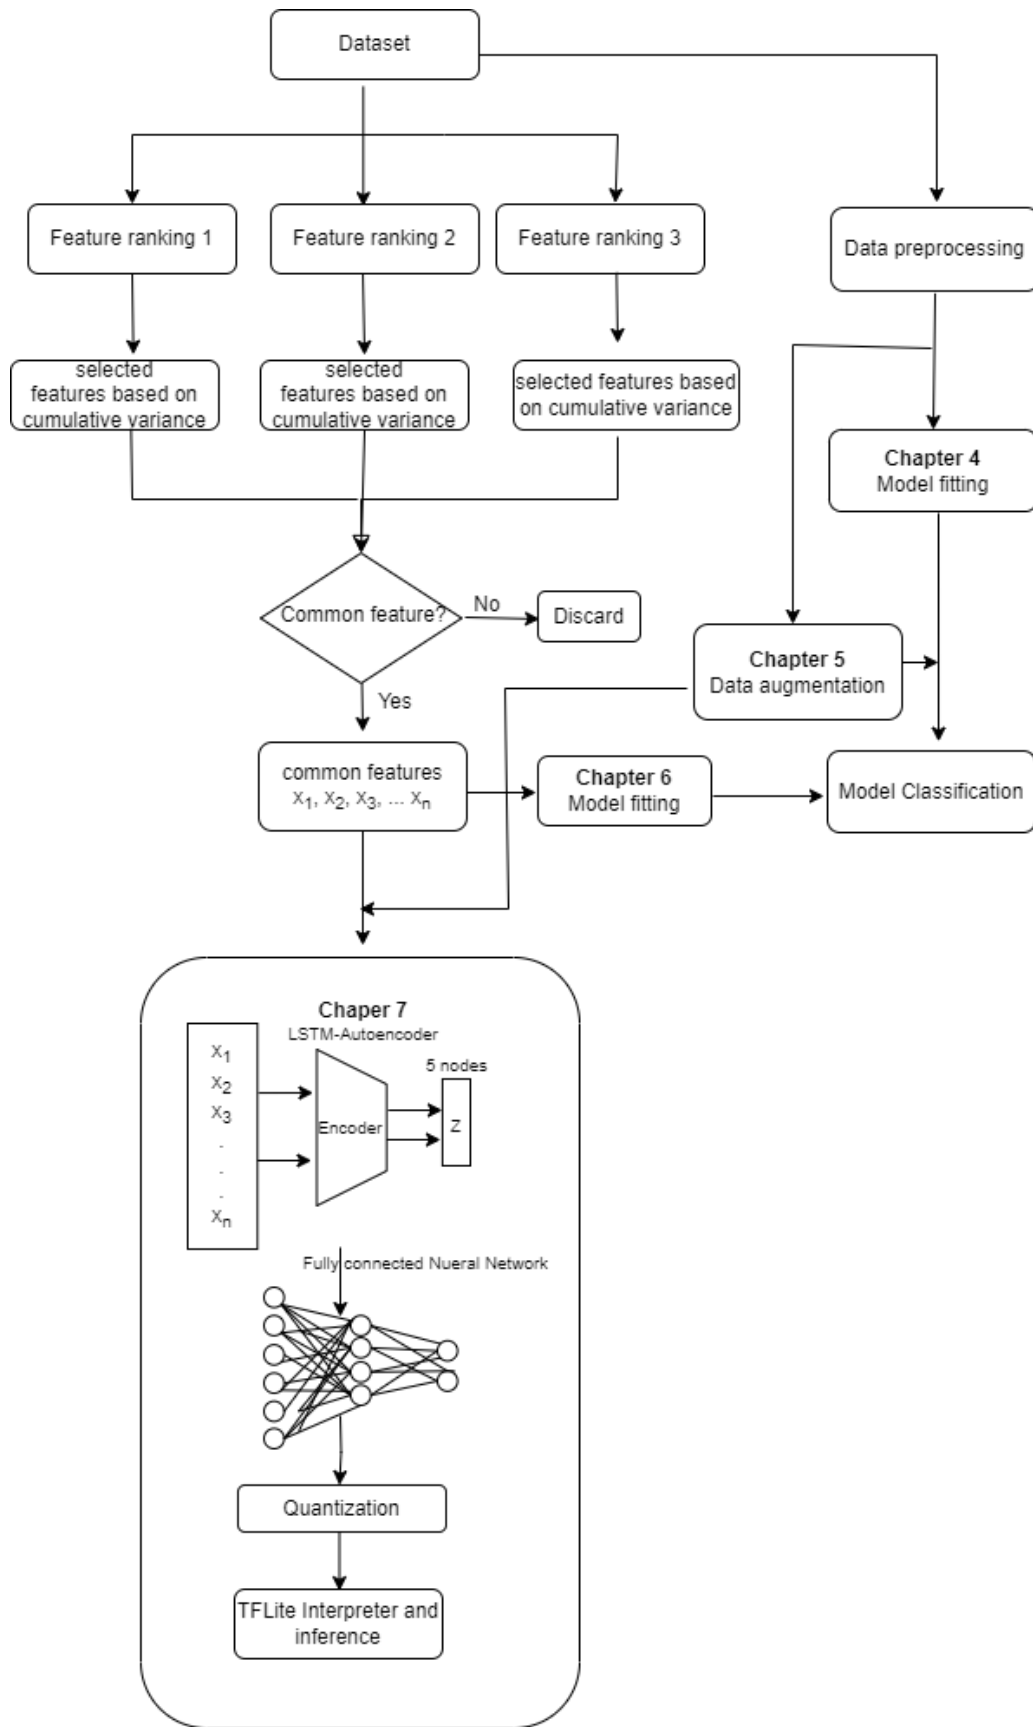 Dataset
Feature ranking 1
Feature ranking 2
Feature ranking 3
Data preprocessing
selected
features based on
cumulative variance
selected
features based on
cumulative variance
selected features based
on cumulative variance
Chapter 4
Model fitting
Common feature?
No
Discard
Yes
Chapter 5
Data augmentation
common features
X1, X2, X3, ... Xn
Chapter 6
Model fitting
Model Classification
Chaper 7
LSTM-Autoencoder
X1
X2
X3
.
.
.
Xn
Encoder
5 nodes
Z
Fully connected Nueral Network
Quantization
TFLite Interpreter and
inference